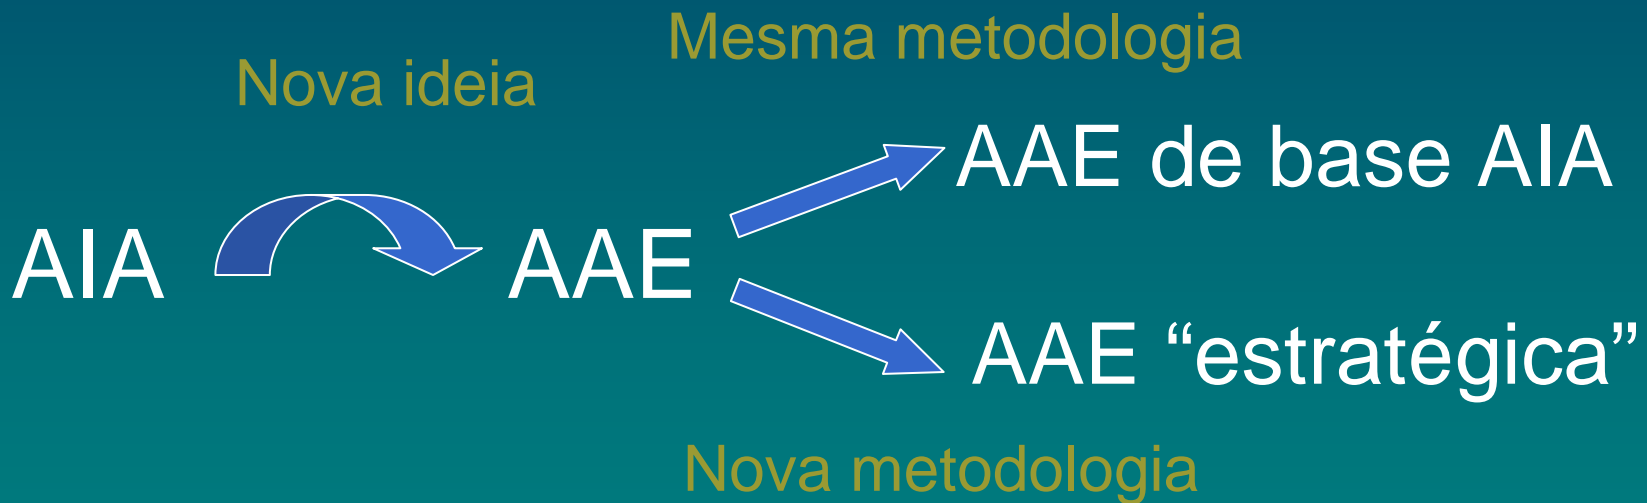 Mesma metodologia
Nova ideia
AAE de base AIA
AIA
AAE
AAE “estratégica”
Nova metodologia